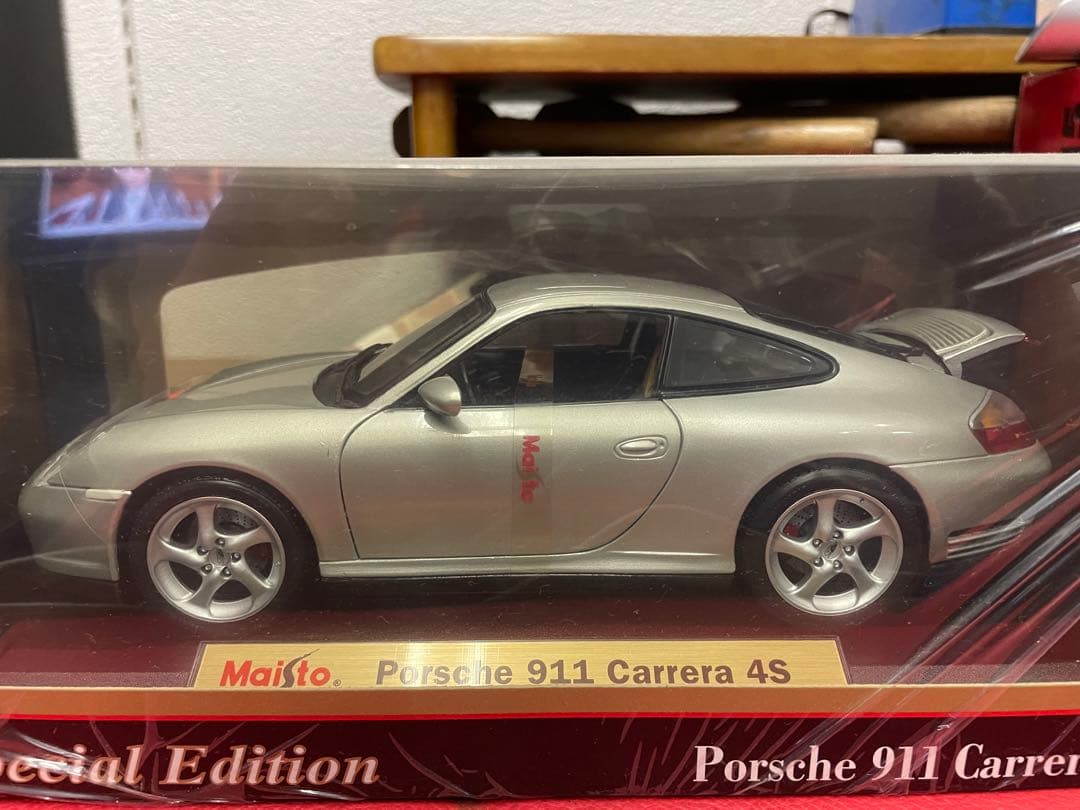 Maisto
Maisto® Porsche 911 Carrera 4S
pecial Edition
Porsche 911 Carrer